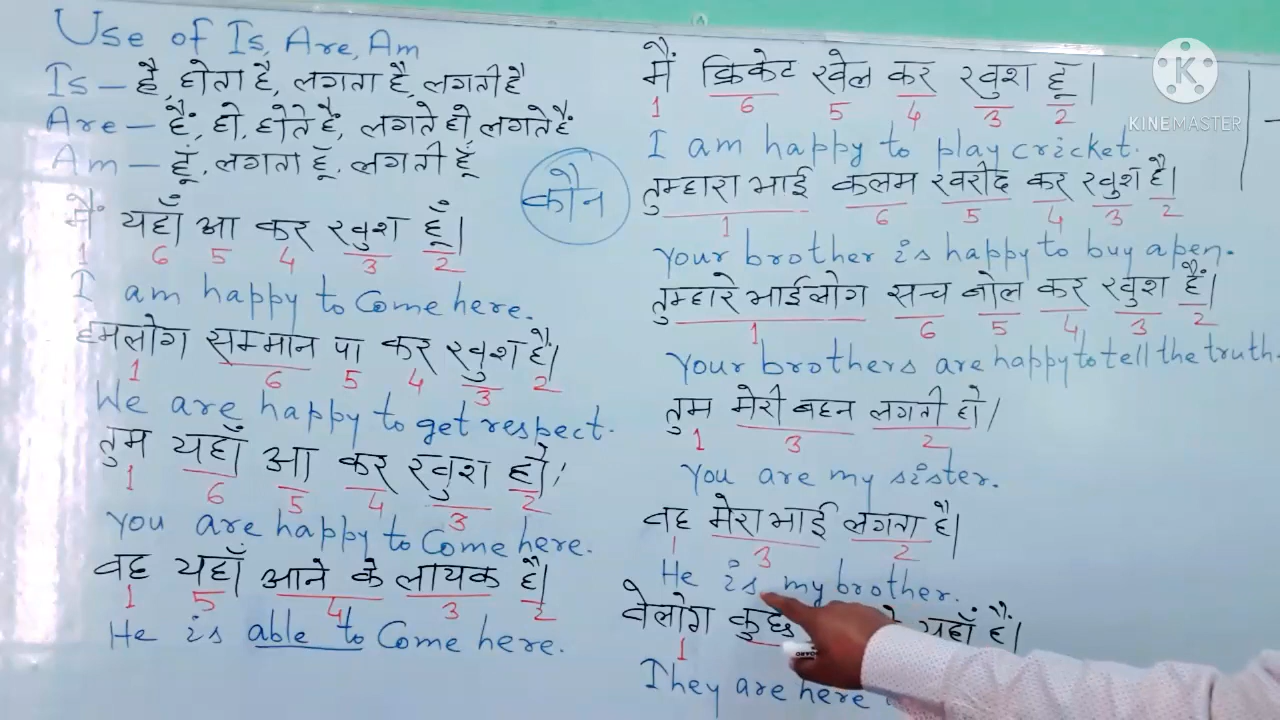 Use of Is, Are, Am
Is – है, होता है, लगता है, लगती है
Are – हैं, हो, होते हैं, लगते हो, लगते हैं
Am – हूँ, लगता हूँ, लगती हूँ
मैं यहाँ आ कर खुश हूँ।
1 6 5 4 3 2
I am happy to Come here.
हमलोग सम्मान पा कर खुश हैं।
1 6 5 4 3 2
We are happy to get respect.
तुम यहाँ आ कर खुश हो।
1 6 5 4 3 2
You are happy to Come here.
वह यहाँ आने के लायक है।
1 5 4 3 2
He is able to Come here.
कौन
मैं क्रिकेट खेल कर खुश हूँ।
1 6 5 4 3 2
I am happy to play cricket.
तुम्हारा भाई कलम खरीद कर खुश है।
1 6 5 4 3 2
Your brother is happy to buy a pen.
तुम्हारे भाईलोग सच बोल कर खुश हैं।
1 6 5 4 3 2
Your brothers are happy to tell the truth.
तुम मेरी बहन लगती हो।
1 3 2
You are my sister.
वह मेरा भाई लगता है।
1 3 2
He is my brother.
वेलोग कुछ यहाँ हैं।
1
They are here
KINEMASTER